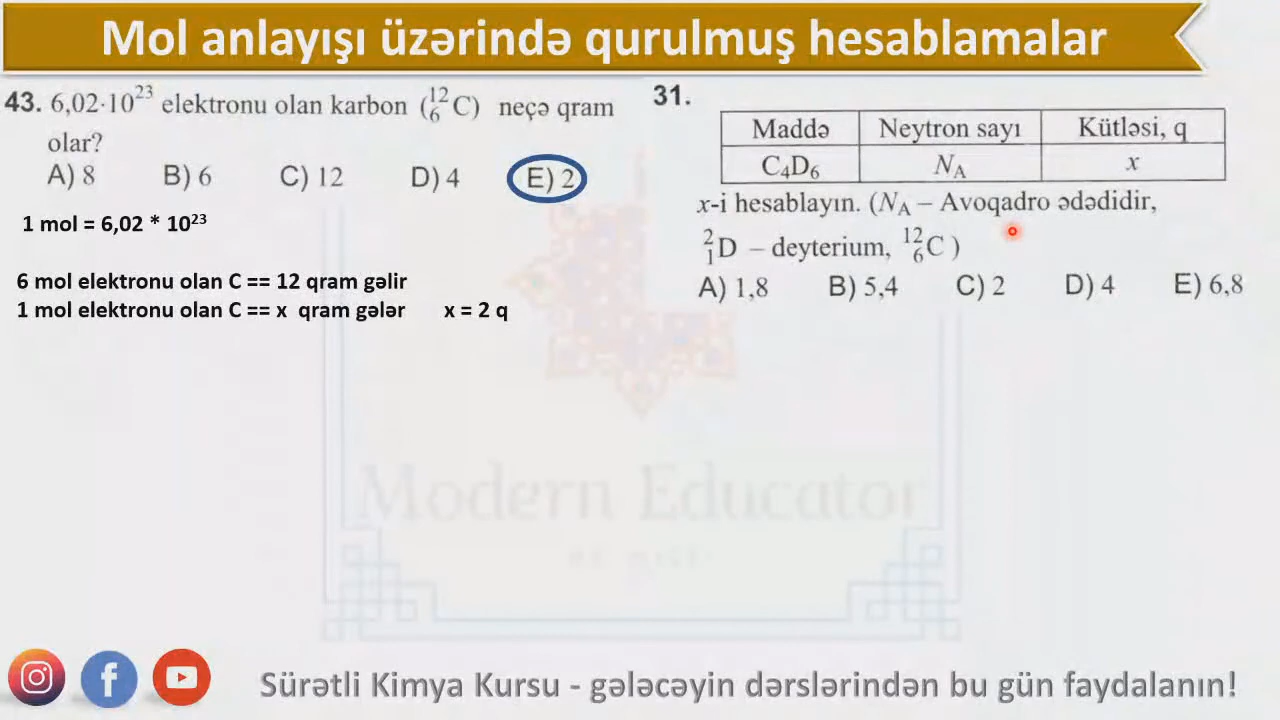 Mol anlayışı üzərində qurulmuş hesablamalar
43. 6,02·10²³ elektronu olan karbon (¹²₆C) neçə qram
olar?
A) 8 B) 6 C) 12 D) 4 E) 2
1 mol = 6,02 * 10²³
6 mol elektronu olan C == 12 qram gəlir
1 mol elektronu olan C == x qram gələr x = 2 q
31.
Maddə Neytron sayı Kütləsi, q
C₄D₆ N_A x
x-i hesablayın. (N_A – Avoqadro ədədidir,
²₁D – deyterium, ¹²₆C )
A) 1,8 B) 5,4 C) 2 D) 4 E) 6,8
Modern Educator
Sürətli Kimya Kursu - gələcəyin dərslərindən bu gün faydalanın!